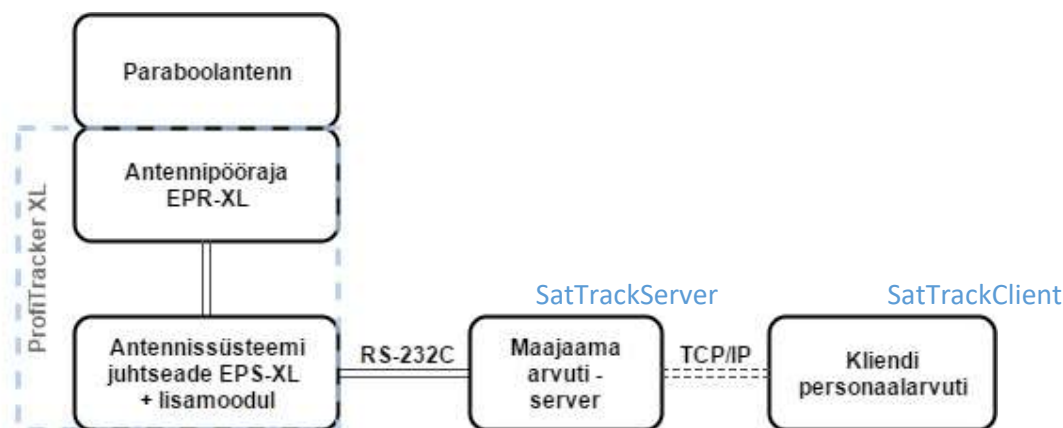 Paraboolantenn
Antennipööraja
EPR-XL
ProfiTracker XL
SatTrackServer
SatTrackClient
Antennissüsteemi
juhtseade EPS-XL
+ lisamoodul
RS-232C
Maajaama
arvuti -
server
TCP/IP
Kliendi
personaalarvuti